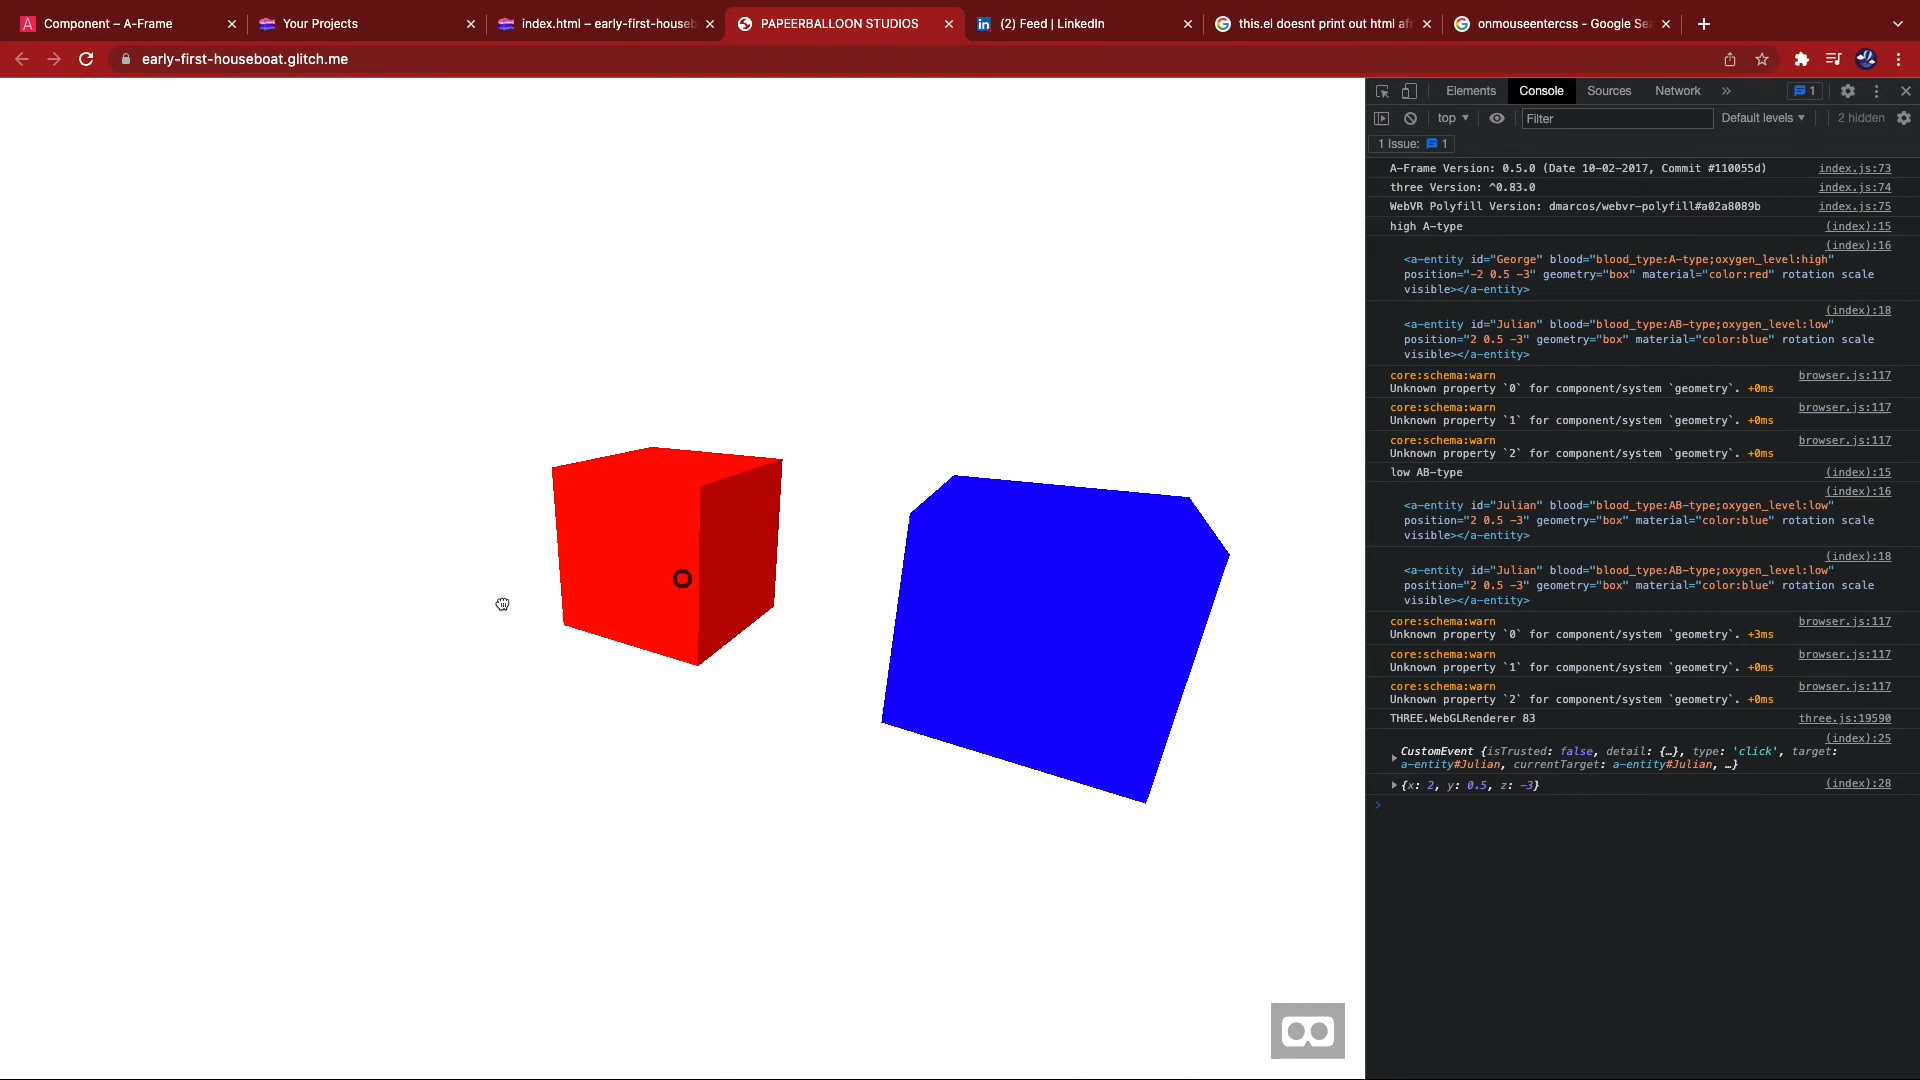 Component – A-Frame
Your Projects
index.html – early-first-houseb
PAPEERBALLOON STUDIOS
(2) Feed | LinkedIn
this.el doesnt print out html afr
onmouseentercss - Google Se
early-first-houseboat.glitch.me
Elements Console Sources Network » 1
top Filter Default levels 2 hidden
1 Issue: 1
A-Frame Version: 0.5.0 (Date 10-02-2017, Commit #110055d) index.js:73
three Version: ^0.83.0 index.js:74
WebVR Polyfill Version: dmarcos/webvr-polyfill#a02a8089b index.js:75
high A-type (index):15
(index):16
<a-entity id="George" blood="blood_type:A-type;oxygen_level:high"
position="-2 0.5 -3" geometry="box" material="color:red" rotation scale
visible></a-entity>
(index):18
<a-entity id="Julian" blood="blood_type:AB-type;oxygen_level:low"
position="2 0.5 -3" geometry="box" material="color:blue" rotation scale
visible></a-entity>
core:schema:warn browser.js:117
Unknown property `0` for component/system `geometry`. +0ms
core:schema:warn browser.js:117
Unknown property `1` for component/system `geometry`. +0ms
core:schema:warn browser.js:117
Unknown property `2` for component/system `geometry`. +0ms
low AB-type (index):15
(index):16
<a-entity id="Julian" blood="blood_type:AB-type;oxygen_level:low"
position="2 0.5 -3" geometry="box" material="color:blue" rotation scale
visible></a-entity>
(index):18
<a-entity id="Julian" blood="blood_type:AB-type;oxygen_level:low"
position="2 0.5 -3" geometry="box" material="color:blue" rotation scale
visible></a-entity>
core:schema:warn browser.js:117
Unknown property `0` for component/system `geometry`. +3ms
core:schema:warn browser.js:117
Unknown property `1` for component/system `geometry`. +0ms
core:schema:warn browser.js:117
Unknown property `2` for component/system `geometry`. +0ms
THREE.WebGLRenderer 83 three.js:19590
(index):25
CustomEvent {isTrusted: false, detail: {…}, type: 'click', target:
a-entity#Julian, currentTarget: a-entity#Julian, …}
{x: 2, y: 0.5, z: -3} (index):28